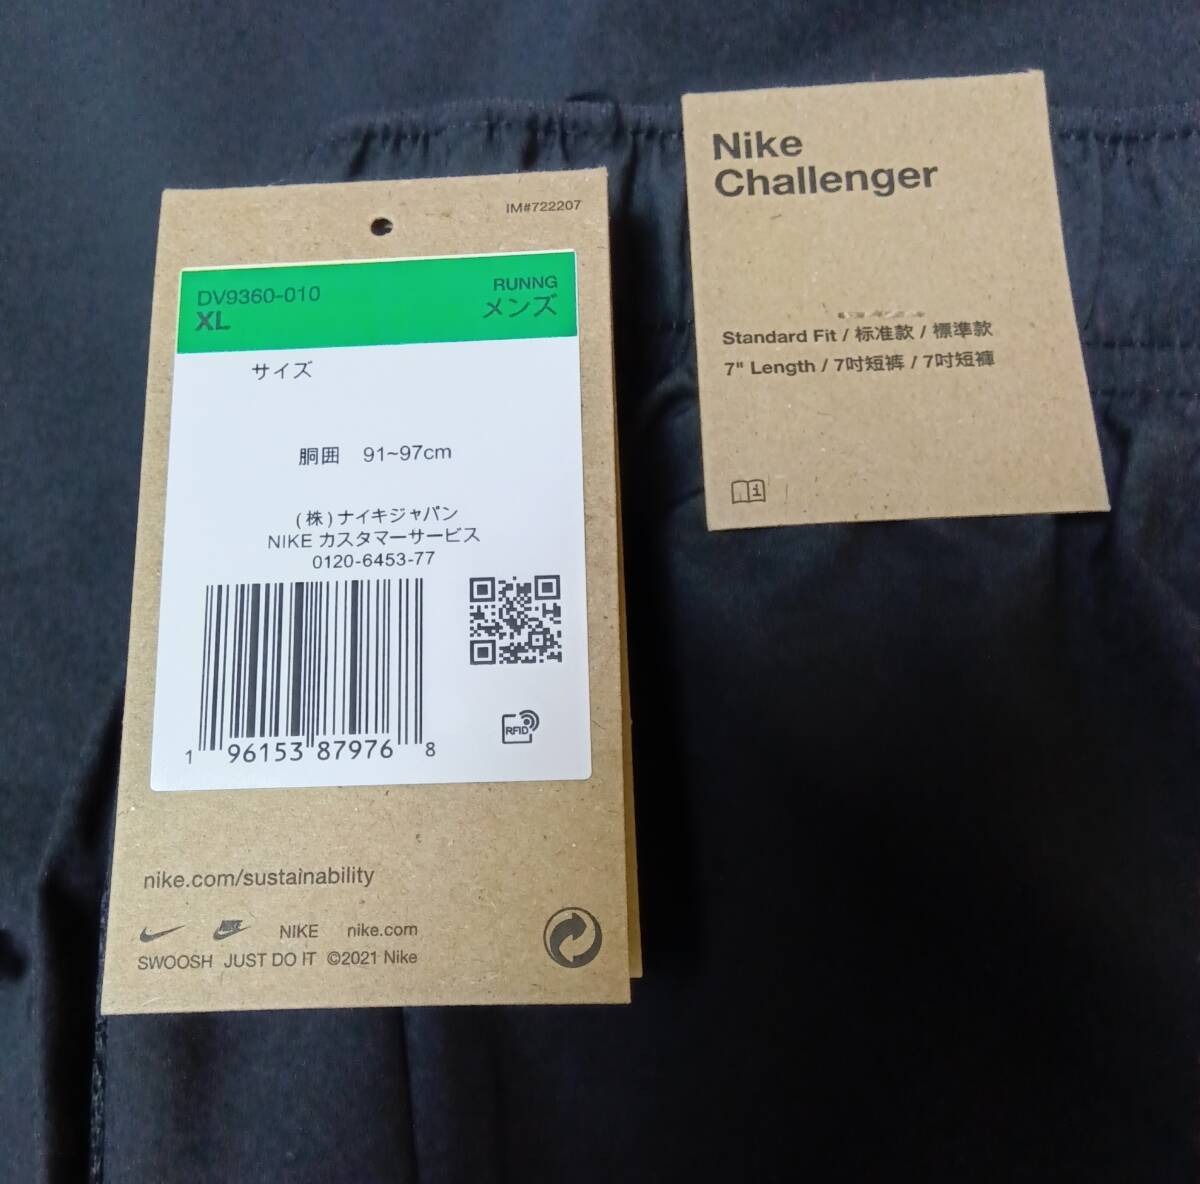 IM#722207
DV9360-010
XL
RUNNG
メンズ
サイズ
胴囲 91~97cm
(株)ナイキジャパン
NIKE カスタマーサービス
0120-6453-77
1 96153 87976 8
RFID
nike.com/sustainability
NIKE NIKE nike.com
SWOOSH JUST DO IT ©2021 Nike
Nike
Challenger
Standard Fit / 标准款 / 標準款
7" Length / 7吋短裤 / 7吋短褲
i